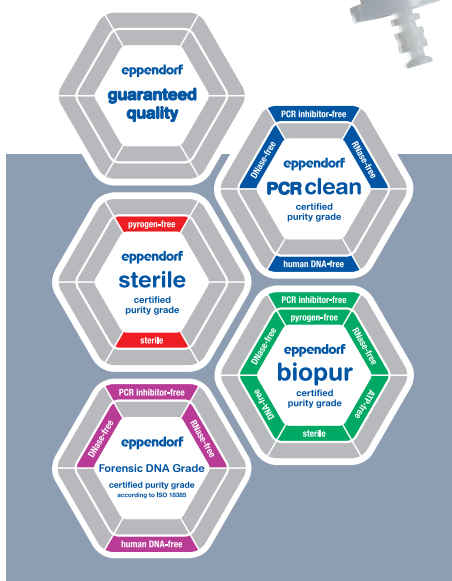 eppendorf
guaranteed
quality
PCR inhibitor-free
DNase-free
RNase-free
eppendorf
PCR clean
certified
purity grade
human DNA-free
pyrogen-free
eppendorf
sterile
certified
purity grade
sterile
PCR inhibitor-free
pyrogen-free
DNase-free
RNase-free
eppendorf
biopur
certified
purity grade
DNA-free
ATP-free
sterile
PCR inhibitor-free
DNase-free
RNase-free
eppendorf
Forensic DNA Grade
certified purity grade
according to ISO 18385
human DNA-free